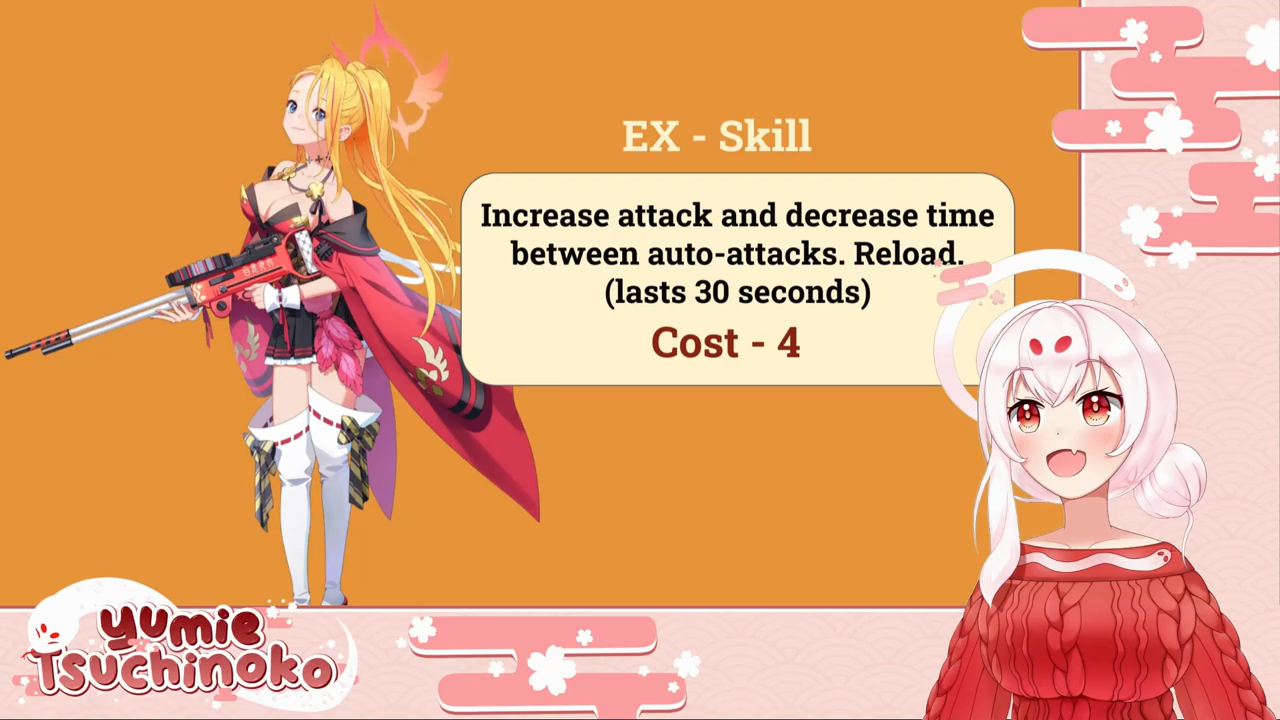 EX - Skill
Increase attack and decrease time
between auto-attacks. Reload.
(lasts 30 seconds)
Cost - 4
yumie
Tsuchinoko